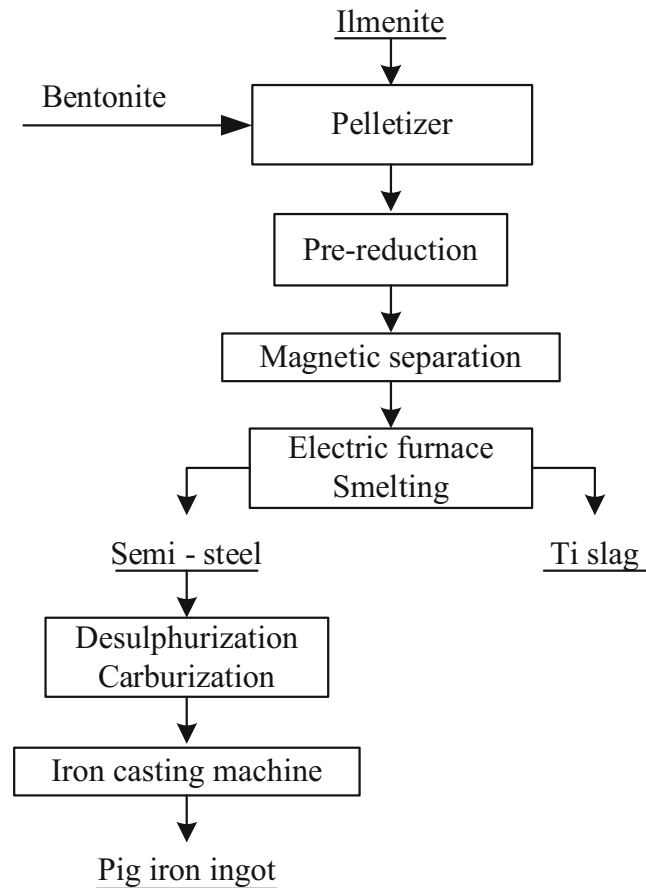 Ilmenite
Bentonite
Pelletizer
Pre-reduction
Magnetic separation
Electric furnace
Smelting
Semi - steel
Ti slag
Desulphurization
Carburization
Iron casting machine
Pig iron ingot